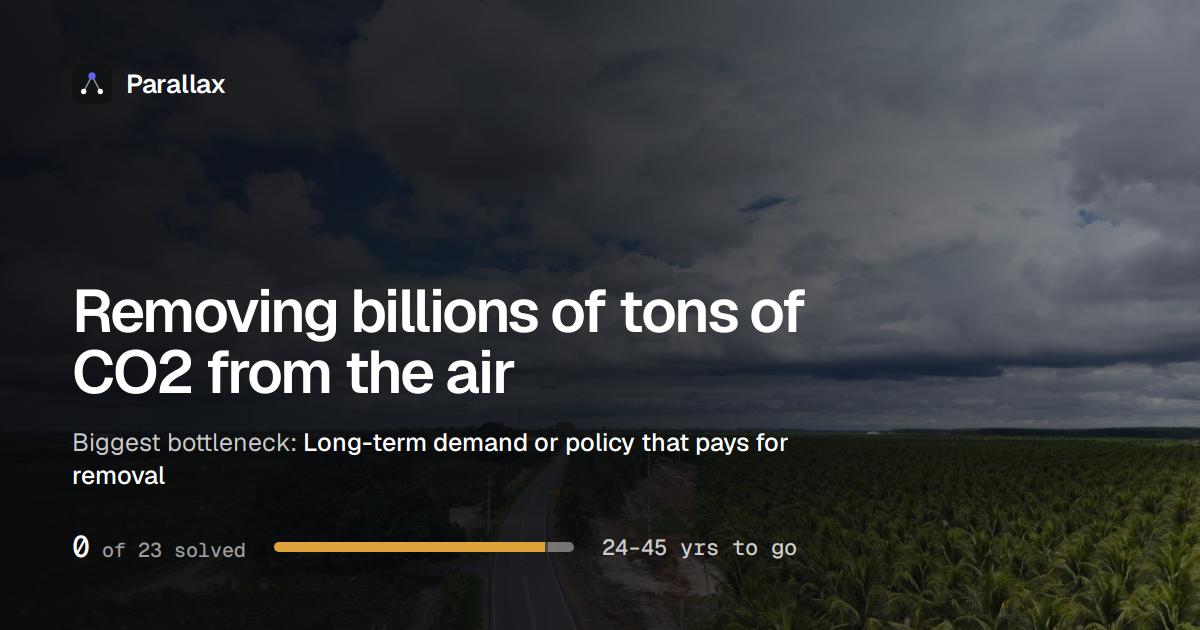 Parallax
Removing billions of tons of
CO2 from the air
Biggest bottleneck: Long-term demand or policy that pays for
removal
0 of 23 solved
24–45 yrs to go